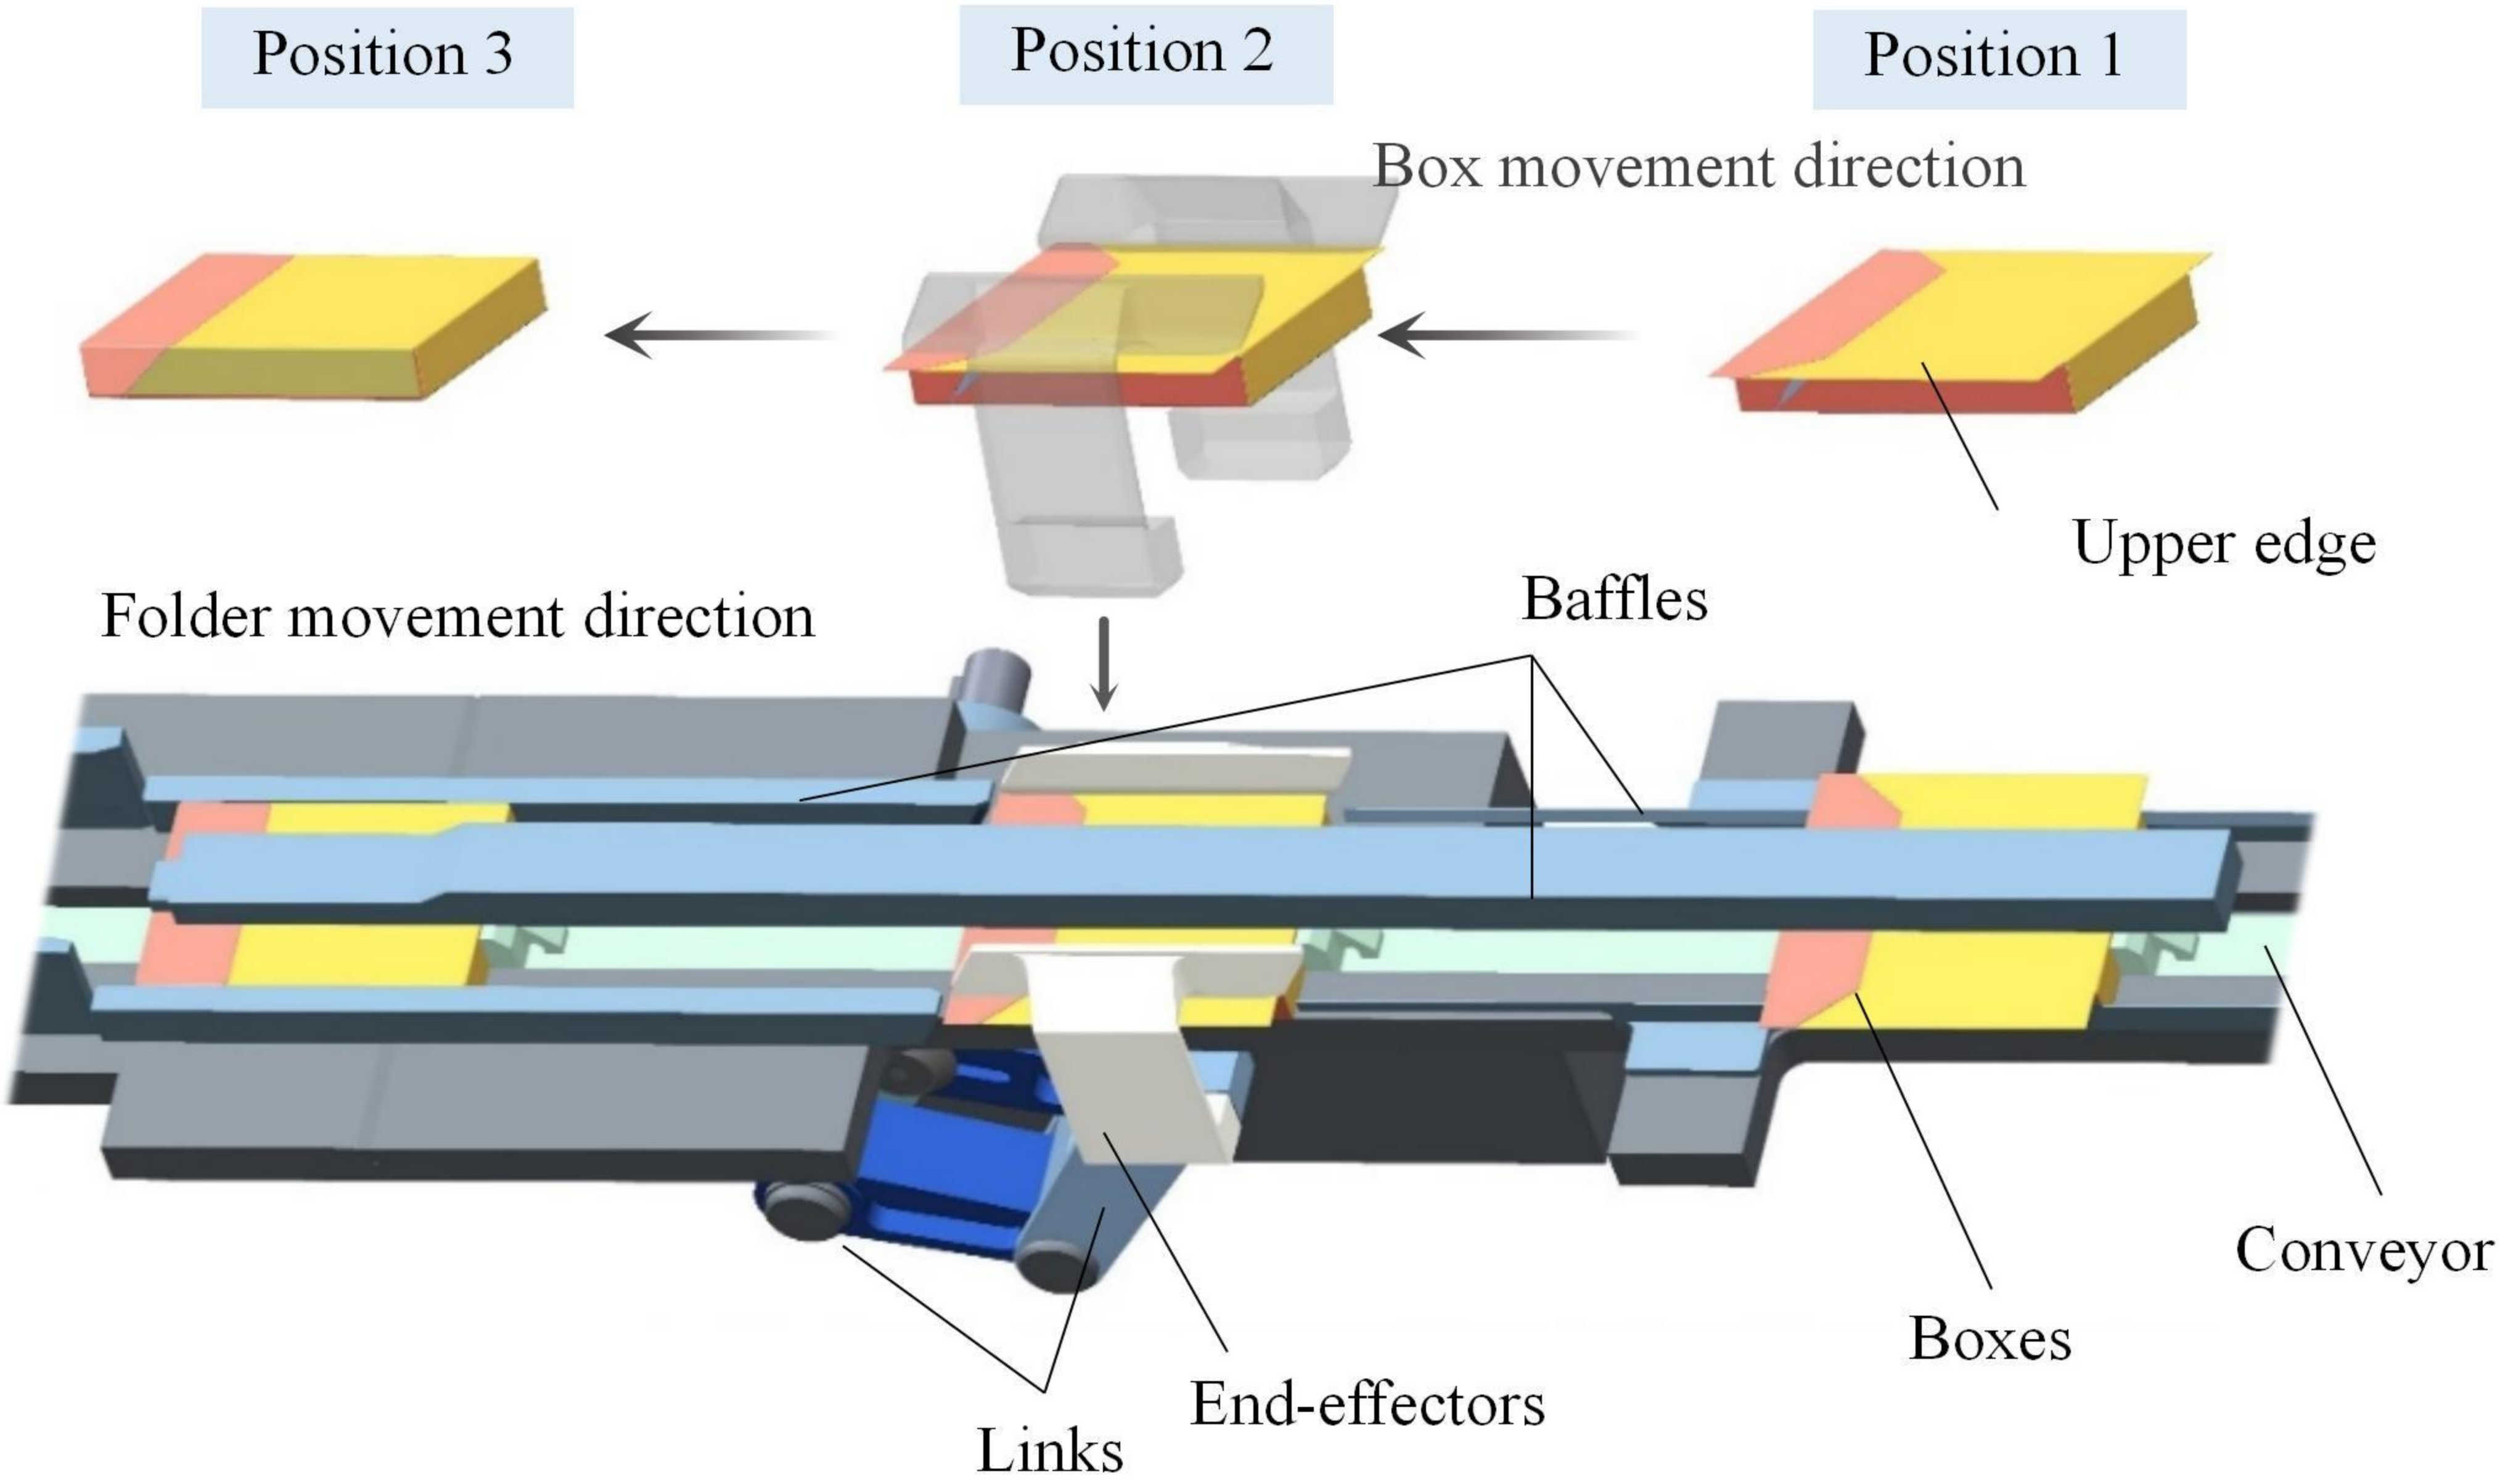 Position 3
Position 2
Position 1
Box movement direction
Upper edge
Baffles
Folder movement direction
Conveyor
Boxes
End-effectors
Links